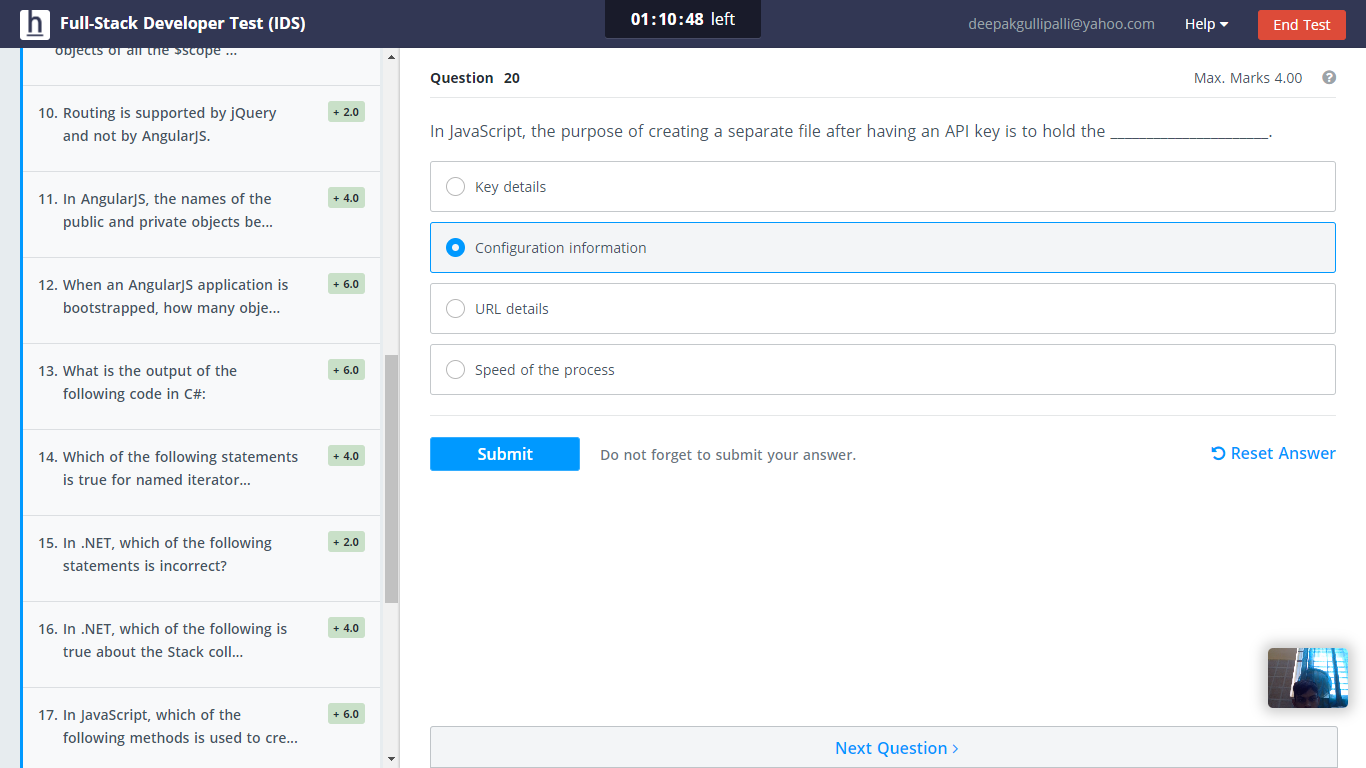 h Full-Stack Developer Test (IDS)
01:10:48 left
deepakgullipalli@yahoo.com
Help
End Test
objects of all the $scope ...
10. Routing is supported by jQuery
and not by AngularJS.
+ 2.0
11. In AngularJS, the names of the
public and private objects be...
+ 4.0
12. When an AngularJS application is
bootstrapped, how many obje...
+ 6.0
13. What is the output of the
following code in C#:
+ 6.0
14. Which of the following statements
is true for named iterator...
+ 4.0
15. In .NET, which of the following
statements is incorrect?
+ 2.0
16. In .NET, which of the following is
true about the Stack coll...
+ 4.0
17. In JavaScript, which of the
following methods is used to cre...
+ 6.0
Question 20
Max. Marks 4.00 ?
In JavaScript, the purpose of creating a separate file after having an API key is to hold the ______________________.
Key details
Configuration information
URL details
Speed of the process
Submit
Do not forget to submit your answer.
Reset Answer
Next Question >